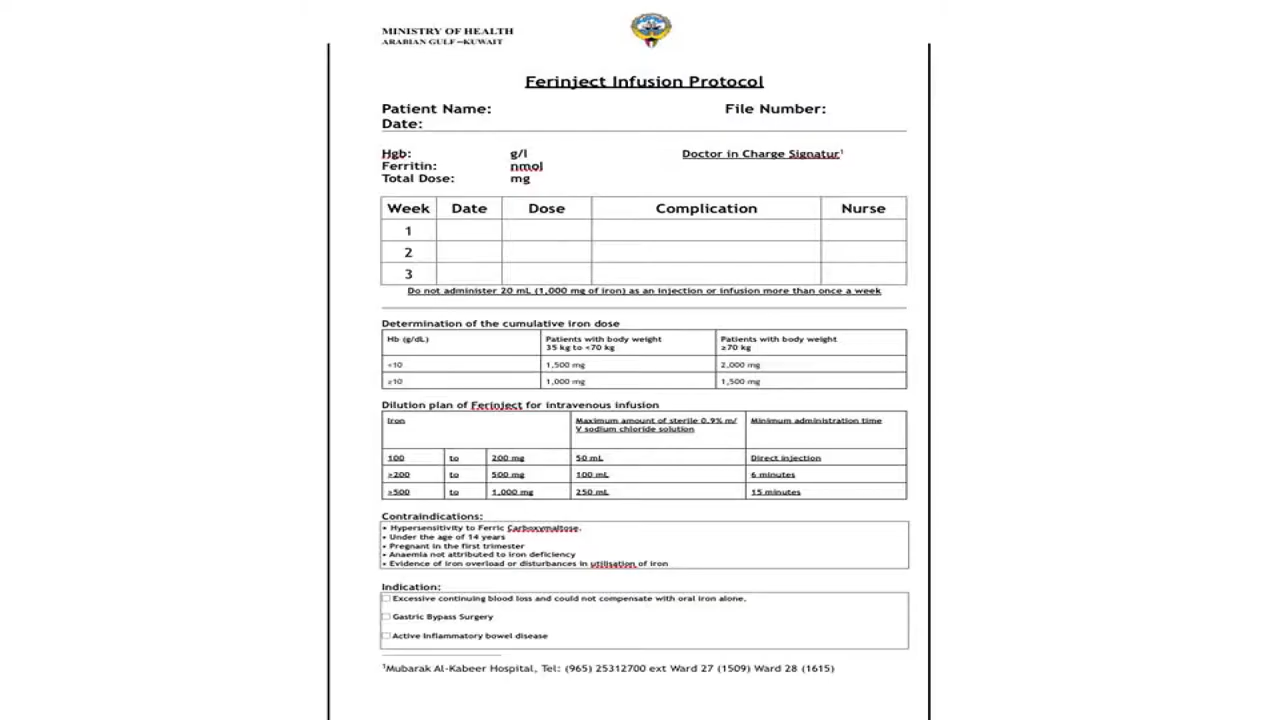 MINISTRY OF HEALTH
ARABIAN GULF–KUWAIT
Ferinject Infusion Protocol
Patient Name: File Number:
Date:
Hgb: g/l Doctor in Charge Signatur¹
Ferritin: nmol
Total Dose: mg
Week Date Dose Complication Nurse
1
2
3
Do not administer 20 mL (1,000 mg of iron) as an injection or infusion more than once a week
Determination of the cumulative iron dose
Hb (g/dL) Patients with body weight Patients with body weight
35 kg to <70 kg ≥70 kg
<10 1,500 mg 2,000 mg
≥10 1,000 mg 1,500 mg
Dilution plan of Ferinject for intravenous infusion
Iron Maximum amount of sterile 0.9% m/ Minimum administration time
V sodium chloride solution
100 to 200 mg 50 mL Direct injection
>200 to 500 mg 100 mL 6 minutes
>500 to 1,000 mg 250 mL 15 minutes
Contraindications:
• Hypersensitivity to Ferric Carboxymaltose.
• Under the age of 14 years
• Pregnant in the first trimester
• Anaemia not attributed to iron deficiency
• Evidence of iron overload or disturbances in utilisation of iron
Indication:
☐ Excessive continuing blood loss and could not compensate with oral iron alone.
☐ Gastric Bypass Surgery
☐ Active Inflammatory bowel disease
¹Mubarak Al-Kabeer Hospital, Tel: (965) 25312700 ext Ward 27 (1509) Ward 28 (1615)